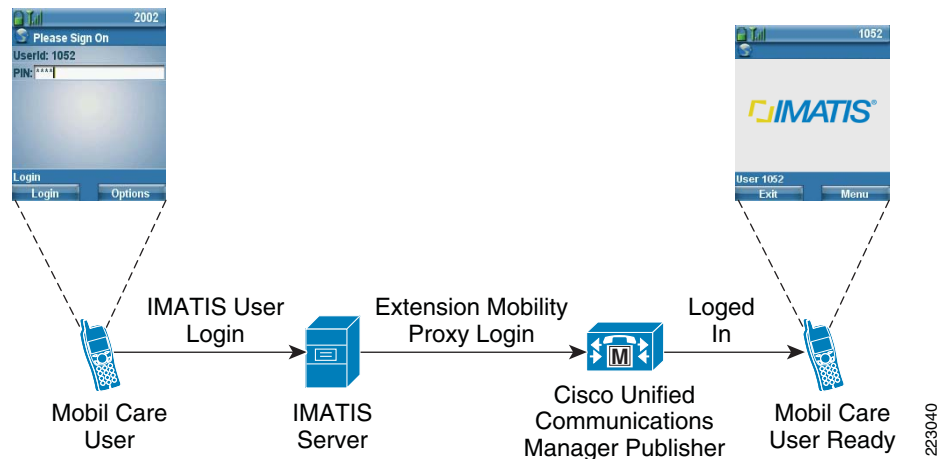 2002
Please Sign On
UserId: 1052
PIN: ****
Login
Login Options
1052
IMATIS®
User 1052
Exit Menu
IMATIS User
Login
Extension Mobility
Proxy Login
Loged
In
M
Mobil Care
User
IMATIS
Server
Cisco Unified
Communications
Manager Publisher
Mobil Care
User Ready
223040